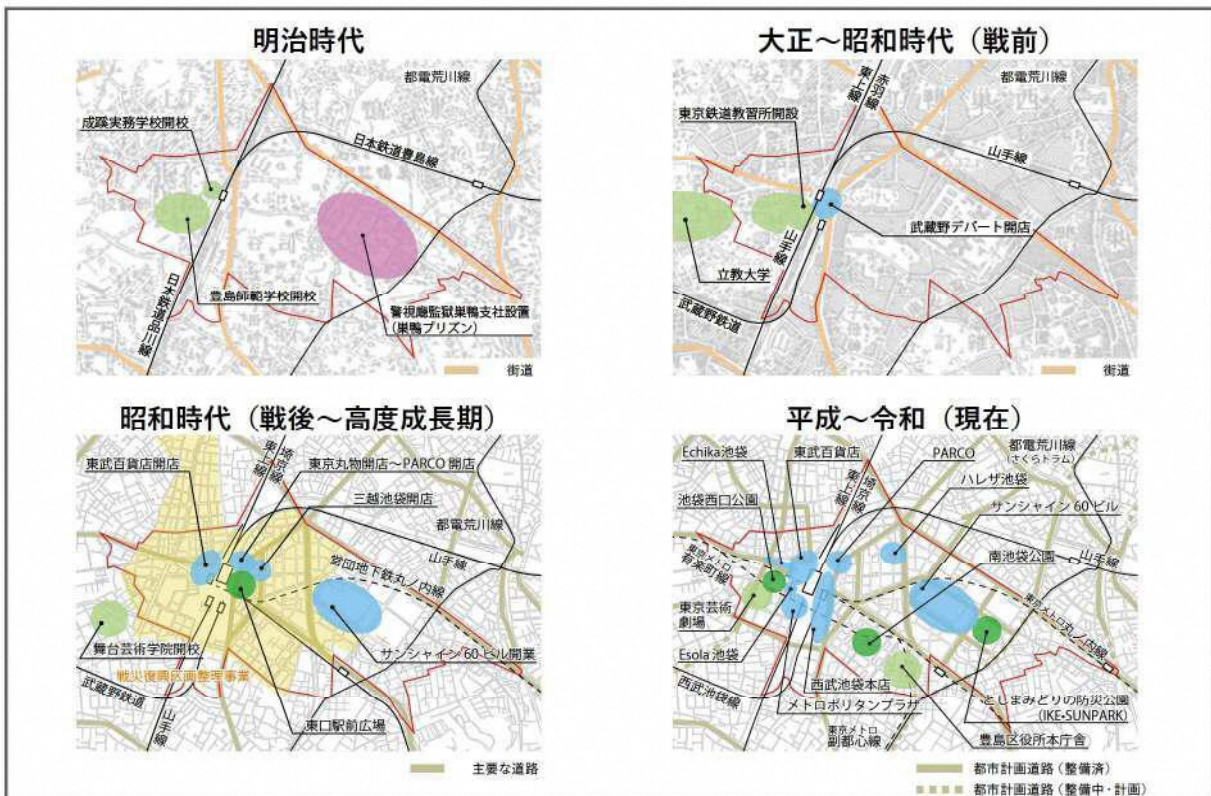 明治時代
都電荒川線
成蹊実務学校開校
日本鉄道豊島線
豊島師範学校開校
日本鉄道品川線
警視庁監獄巣鴨支社設置
(巣鴨プリズン)
街道
大正～昭和時代（戦前）
都電荒川線
赤羽線
東上線
東京鉄道教習所開設
山手線
武蔵野デパート開店
立教大学
山手線
武蔵野鉄道
街道
昭和時代（戦後～高度成長期）
東武百貨店開店
埼京線
東上線
東京丸物開店～PARCO 開店
三越池袋開店
都電荒川線
山手線
営団地下鉄丸ノ内線
舞台芸術学院開校
サンシャイン 60 ビル開業
戦災復興区画整理事業
武蔵野鉄道
山手線
東口駅前広場
主要な道路
平成～令和（現在）
Echika池袋
東武百貨店
PARCO
都電荒川線
(さくらトラム)
埼京線
東上線
ハレザ池袋
池袋西口公園
サンシャイン 60 ビル
南池袋公園
山手線
東京メトロ
有楽町線
東京芸術
劇場
東京メトロ丸ノ内線
Esola 池袋
西武池袋線
西武池袋本店
メトロポリタンプラザ
としまみどりの防災公園
(IKE・SUNPARK)
東京メトロ
副都心線
豊島区役所本庁舎
都市計画道路（整備済）
都市計画道路（整備中・計画）